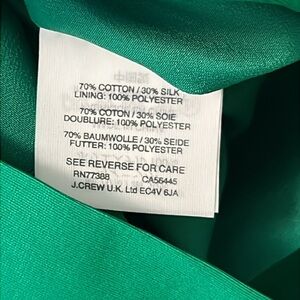 70% COTTON / 30% SILK
LINING: 100% POLYESTER
70% COTON / 30% SOIE
DOUBLURE: 100% POLYESTER
70% BAUMWOLLE / 30% SEIDE
FUTTER: 100% POLYESTER
SEE REVERSE FOR CARE
RN77388 CA56445
J.CREW U.K. Ltd EC4V 6JA